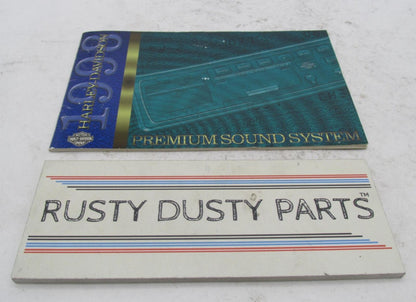 1998
HARLEY-DAVIDSON
PREMIUM SOUND SYSTEM
RUSTY DUSTY PARTS™